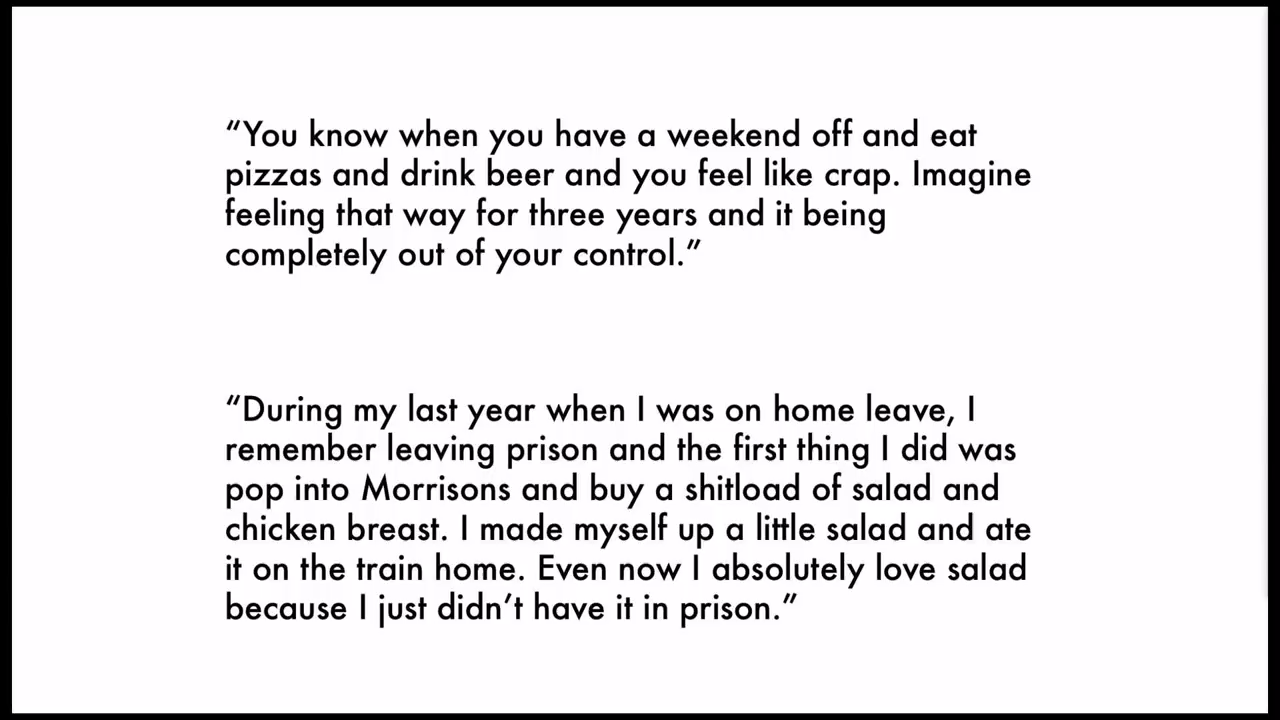 “You know when you have a weekend off and eat
pizzas and drink beer and you feel like crap. Imagine
feeling that way for three years and it being
completely out of your control.”
“During my last year when I was on home leave, I
remember leaving prison and the first thing I did was
pop into Morrisons and buy a shitload of salad and
chicken breast. I made myself up a little salad and ate
it on the train home. Even now I absolutely love salad
because I just didn’t have it in prison.”